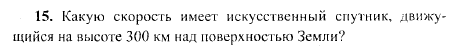 15. Какую скорость имеет искусственный спутник, движу-
щийся на высоте 300 км над поверхностью Земли?